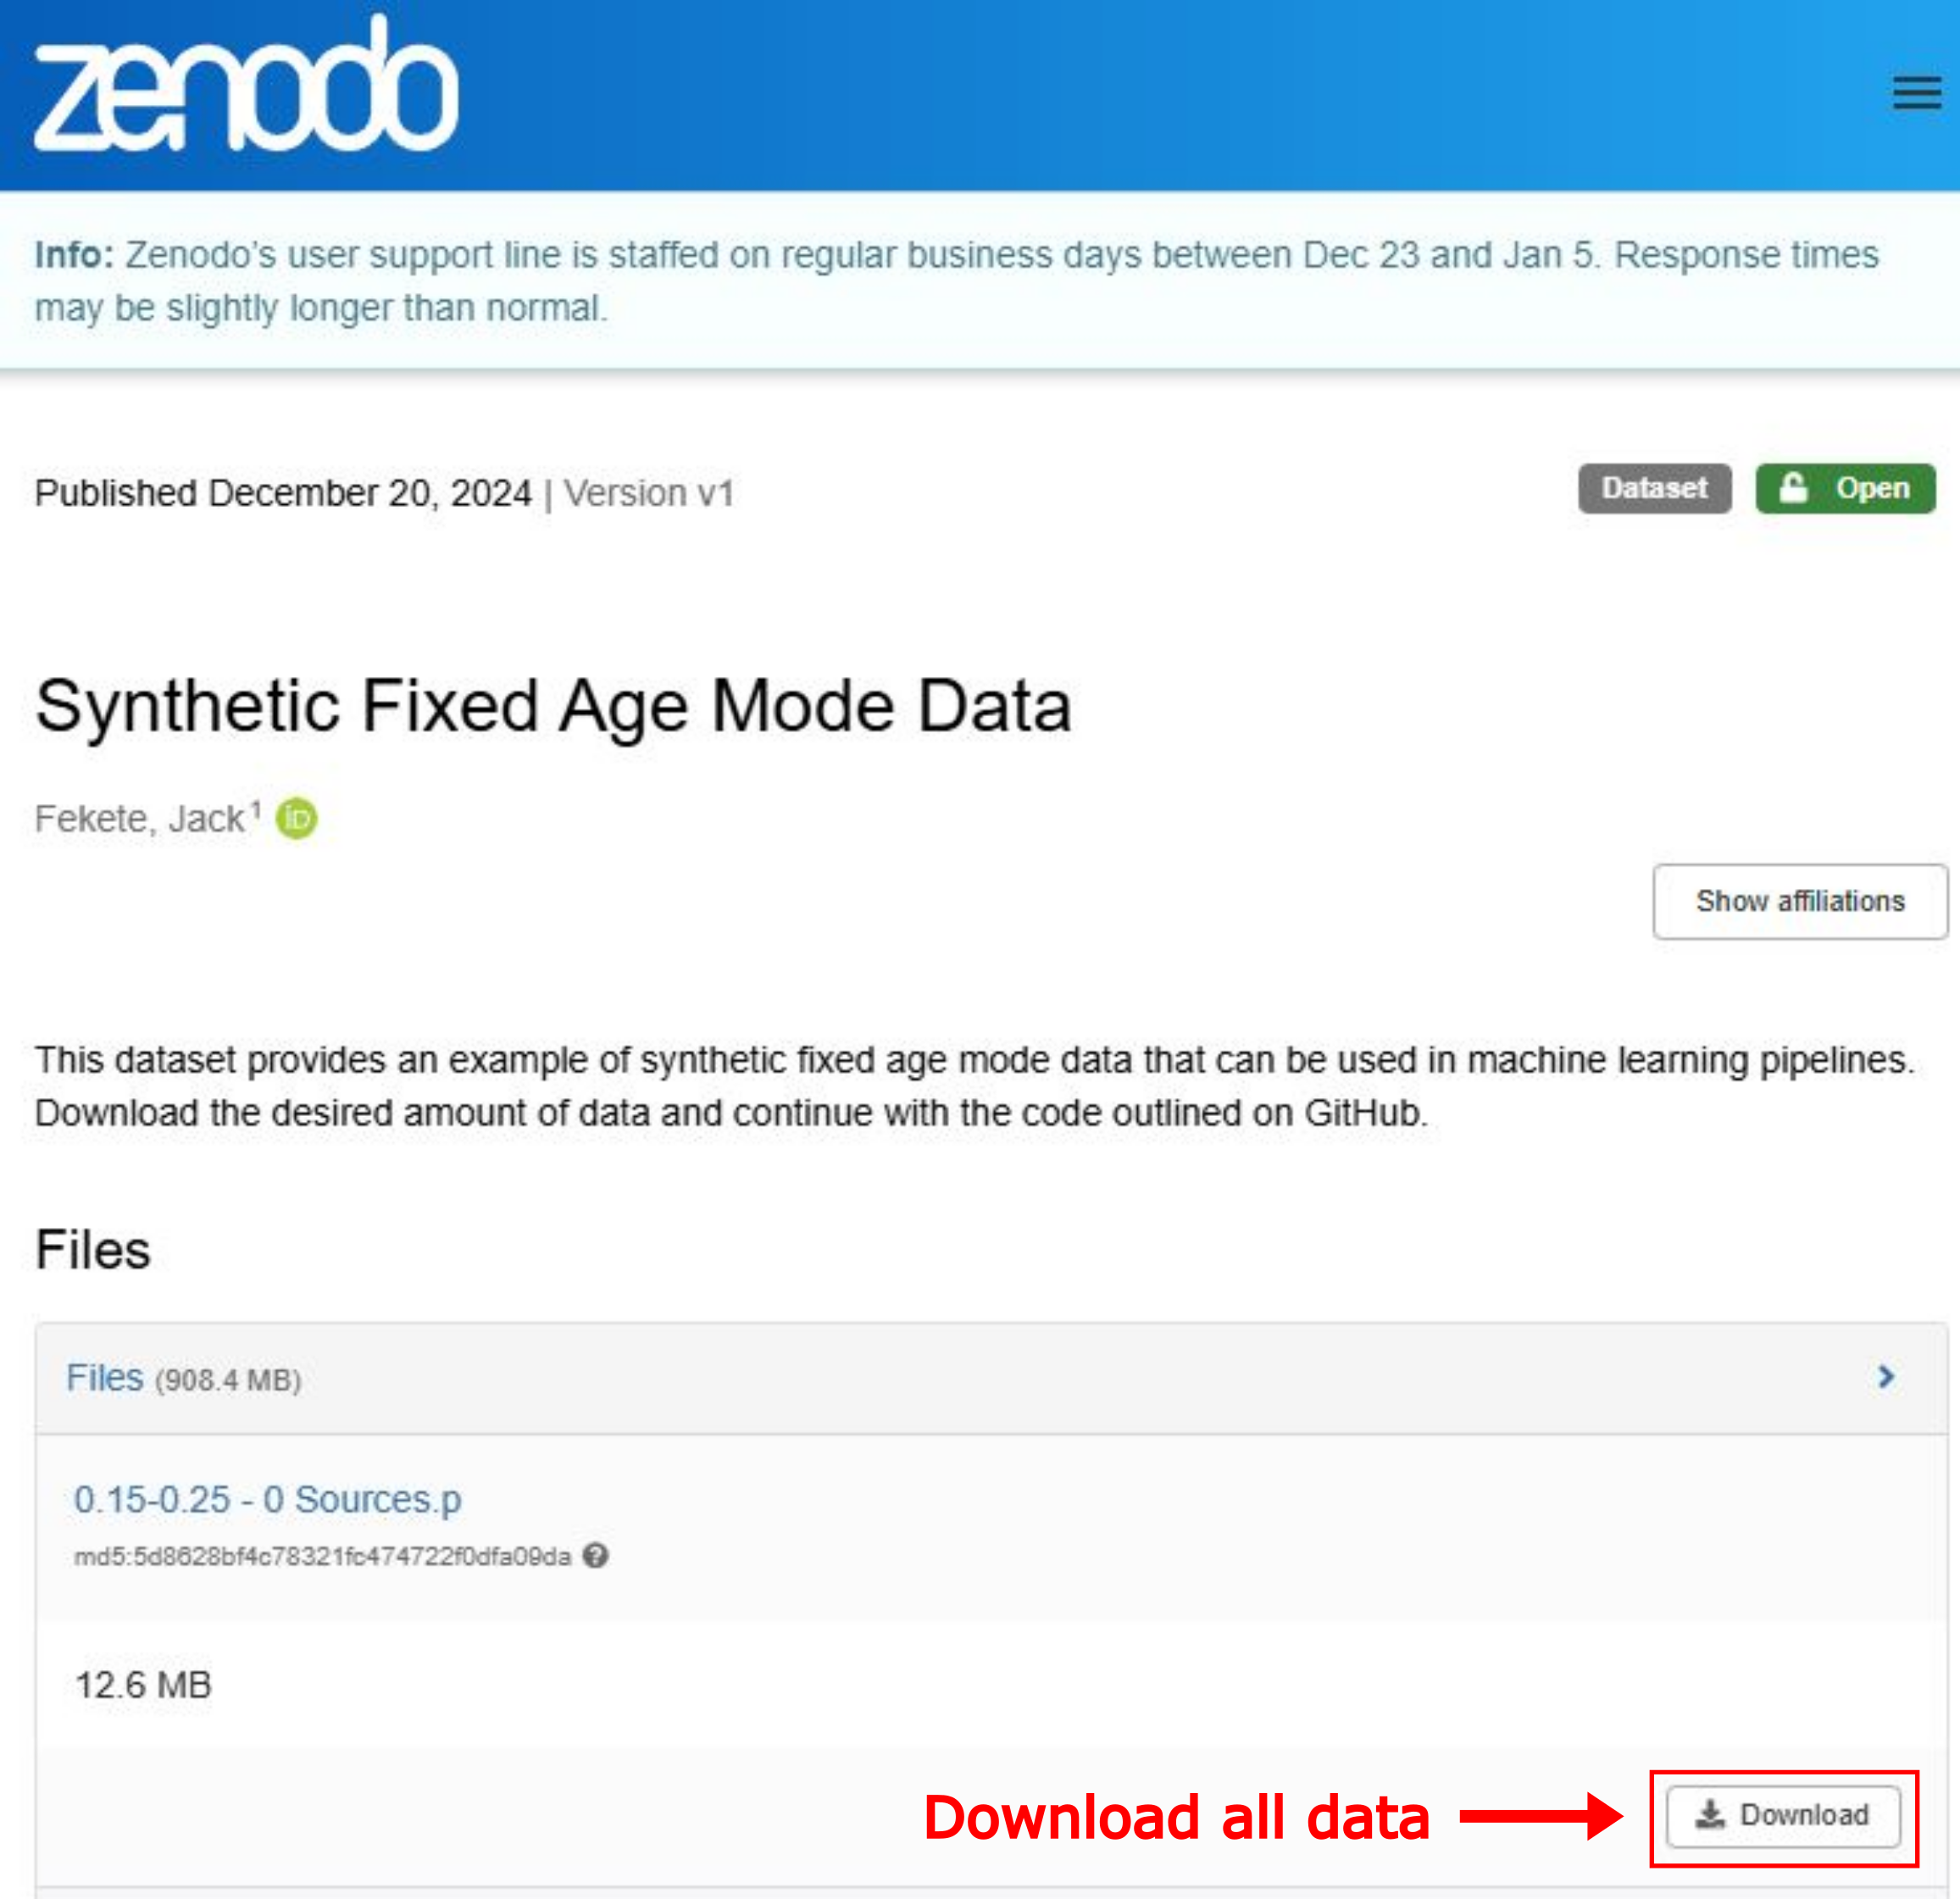 zenodo
Info: Zenodo's user support line is staffed on regular business days between Dec 23 and Jan 5. Response times
may be slightly longer than normal.
Published December 20, 2024 | Version v1
Dataset
Open
Synthetic Fixed Age Mode Data
Fekete, Jack1 iD
Show affiliations
This dataset provides an example of synthetic fixed age mode data that can be used in machine learning pipelines.
Download the desired amount of data and continue with the code outlined on GitHub.
Files
Files (908.4 MB)
0.15-0.25 - 0 Sources.p
md5:5d8628bf4c78321fc474722f0dfa09da ?
12.6 MB
Download all data
Download